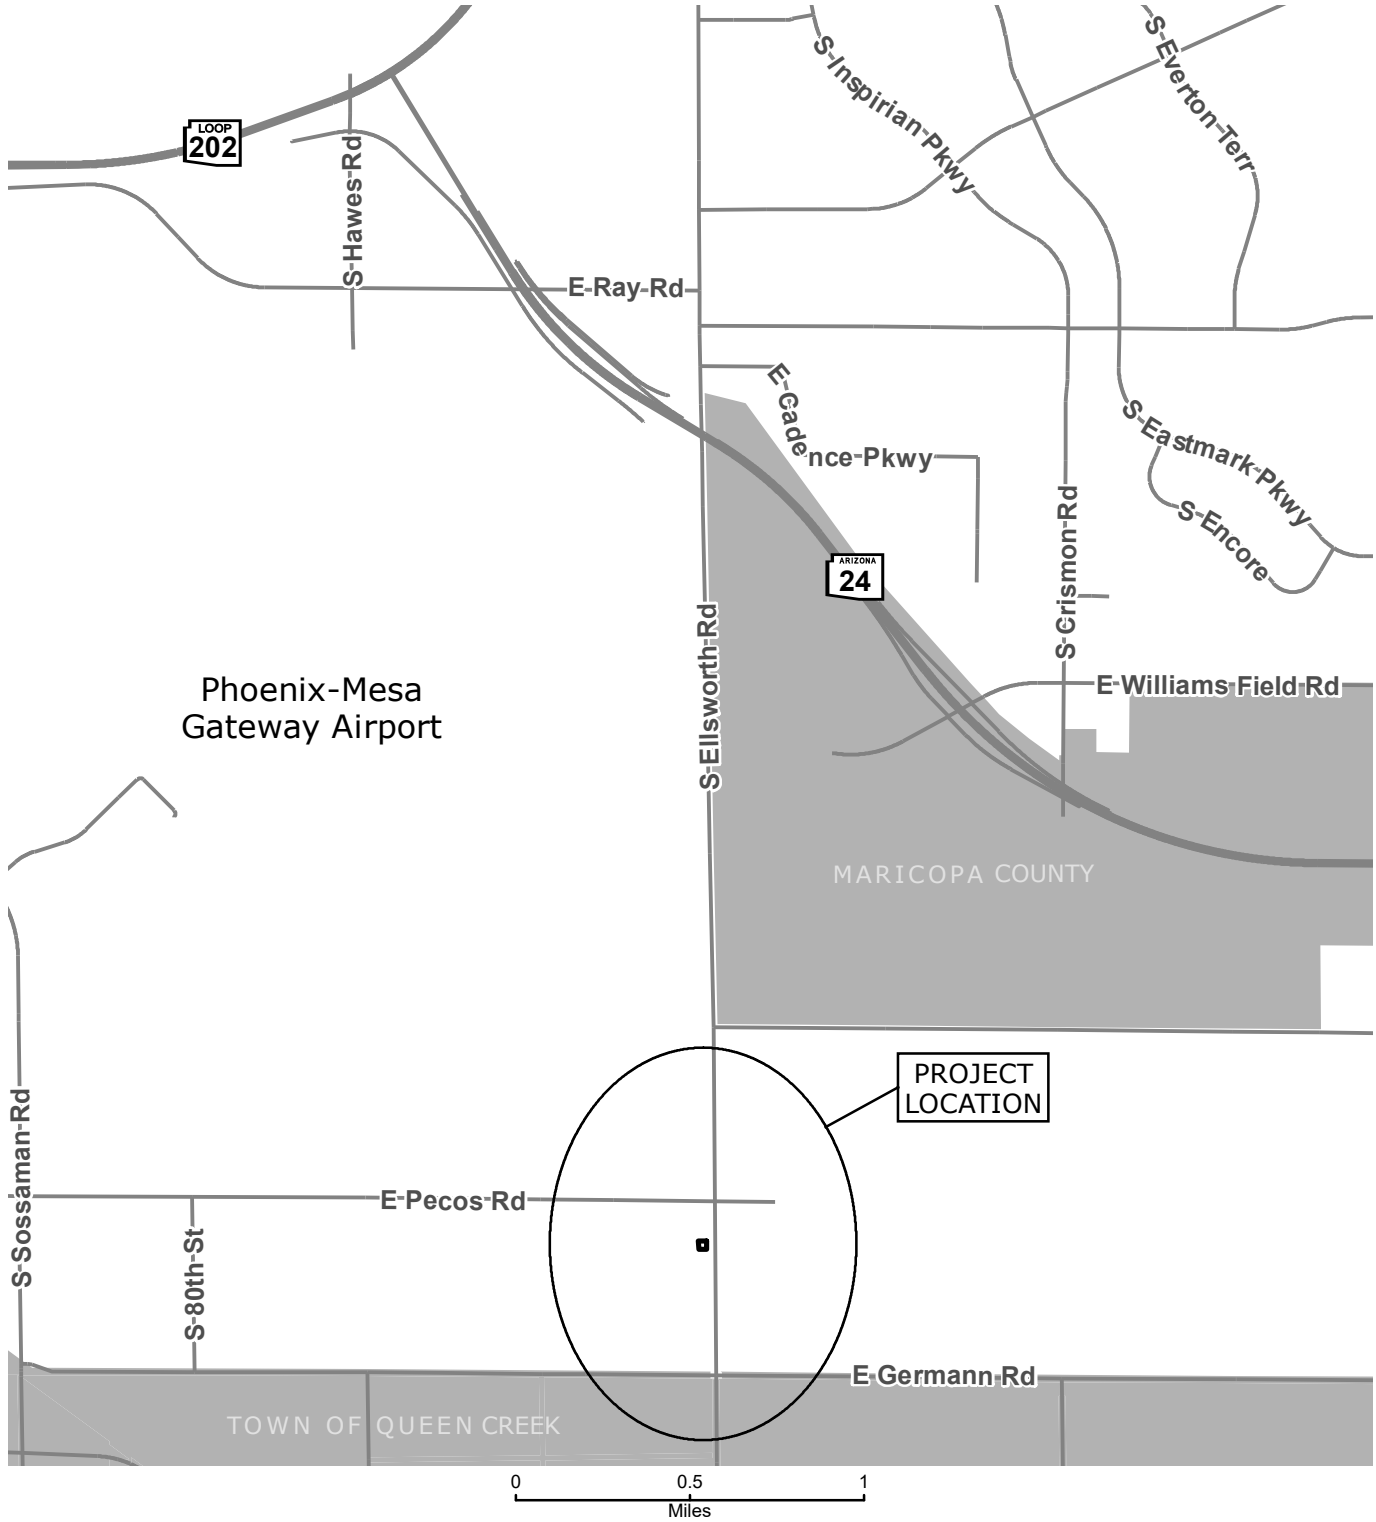 S Inspirian Pkwy
S Everton Terr
LOOP
202
S Hawes Rd
E Ray Rd
E Cadence Pkwy
S Eastmark Pkwy
S Encore
S Crismon Rd
ARIZONA
24
S Ellsworth Rd
E Williams Field Rd
Phoenix-Mesa
Gateway Airport
MARICOPA COUNTY
PROJECT
LOCATION
S Sossaman Rd
E Pecos Rd
S 80th St
E Germann Rd
TOWN OF QUEEN CREEK
0 0.5 1
Miles